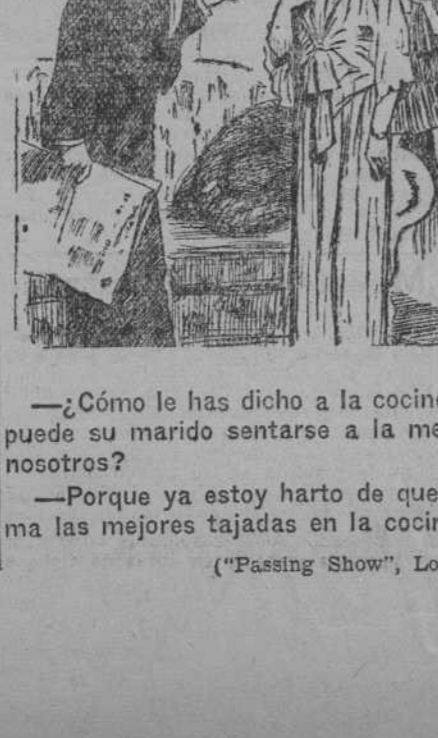 —¿Cómo le has dicho a la cocine
puede su marido sentarse a la me
nosotros?
—Porque ya estoy harto de que
ma las mejores tajadas en la cocin
("Passing Show", Lo